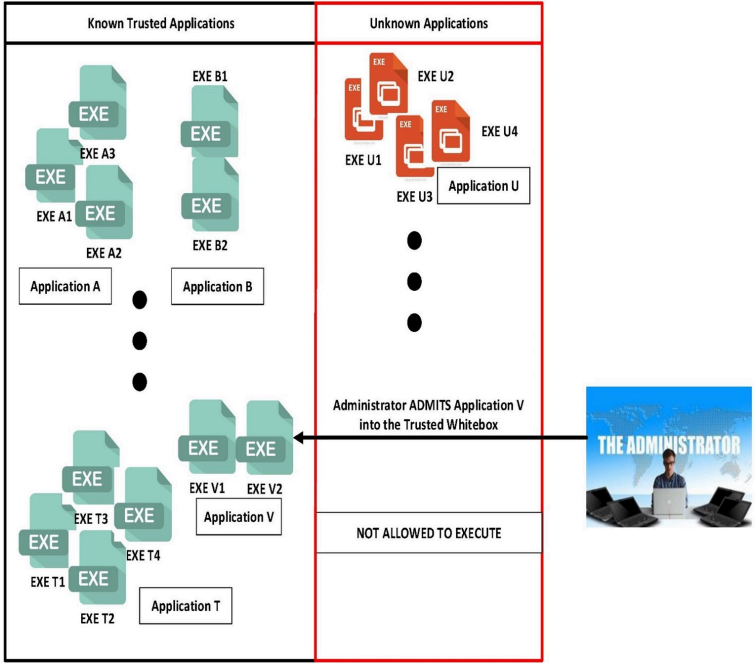 Known Trusted Applications
Unknown Applications
EXE
EXE A3
EXE
EXE A1
EXE
EXE A2
Application A
EXE B1
EXE
EXE
EXE B2
Application B
EXE
EXE U2
EXE
EXE U1
EXE
EXE U3
EXE
EXE U4
Application U
Administrator ADMITS Application V
into the Trusted Whitebox
THE ADMINISTRATOR
EXE
EXE V1
EXE
EXE V2
Application V
EXE
EXE T3
EXE
EXE T4
EXE
EXE T1
EXE
EXE T2
Application T
NOT ALLOWED TO EXECUTE